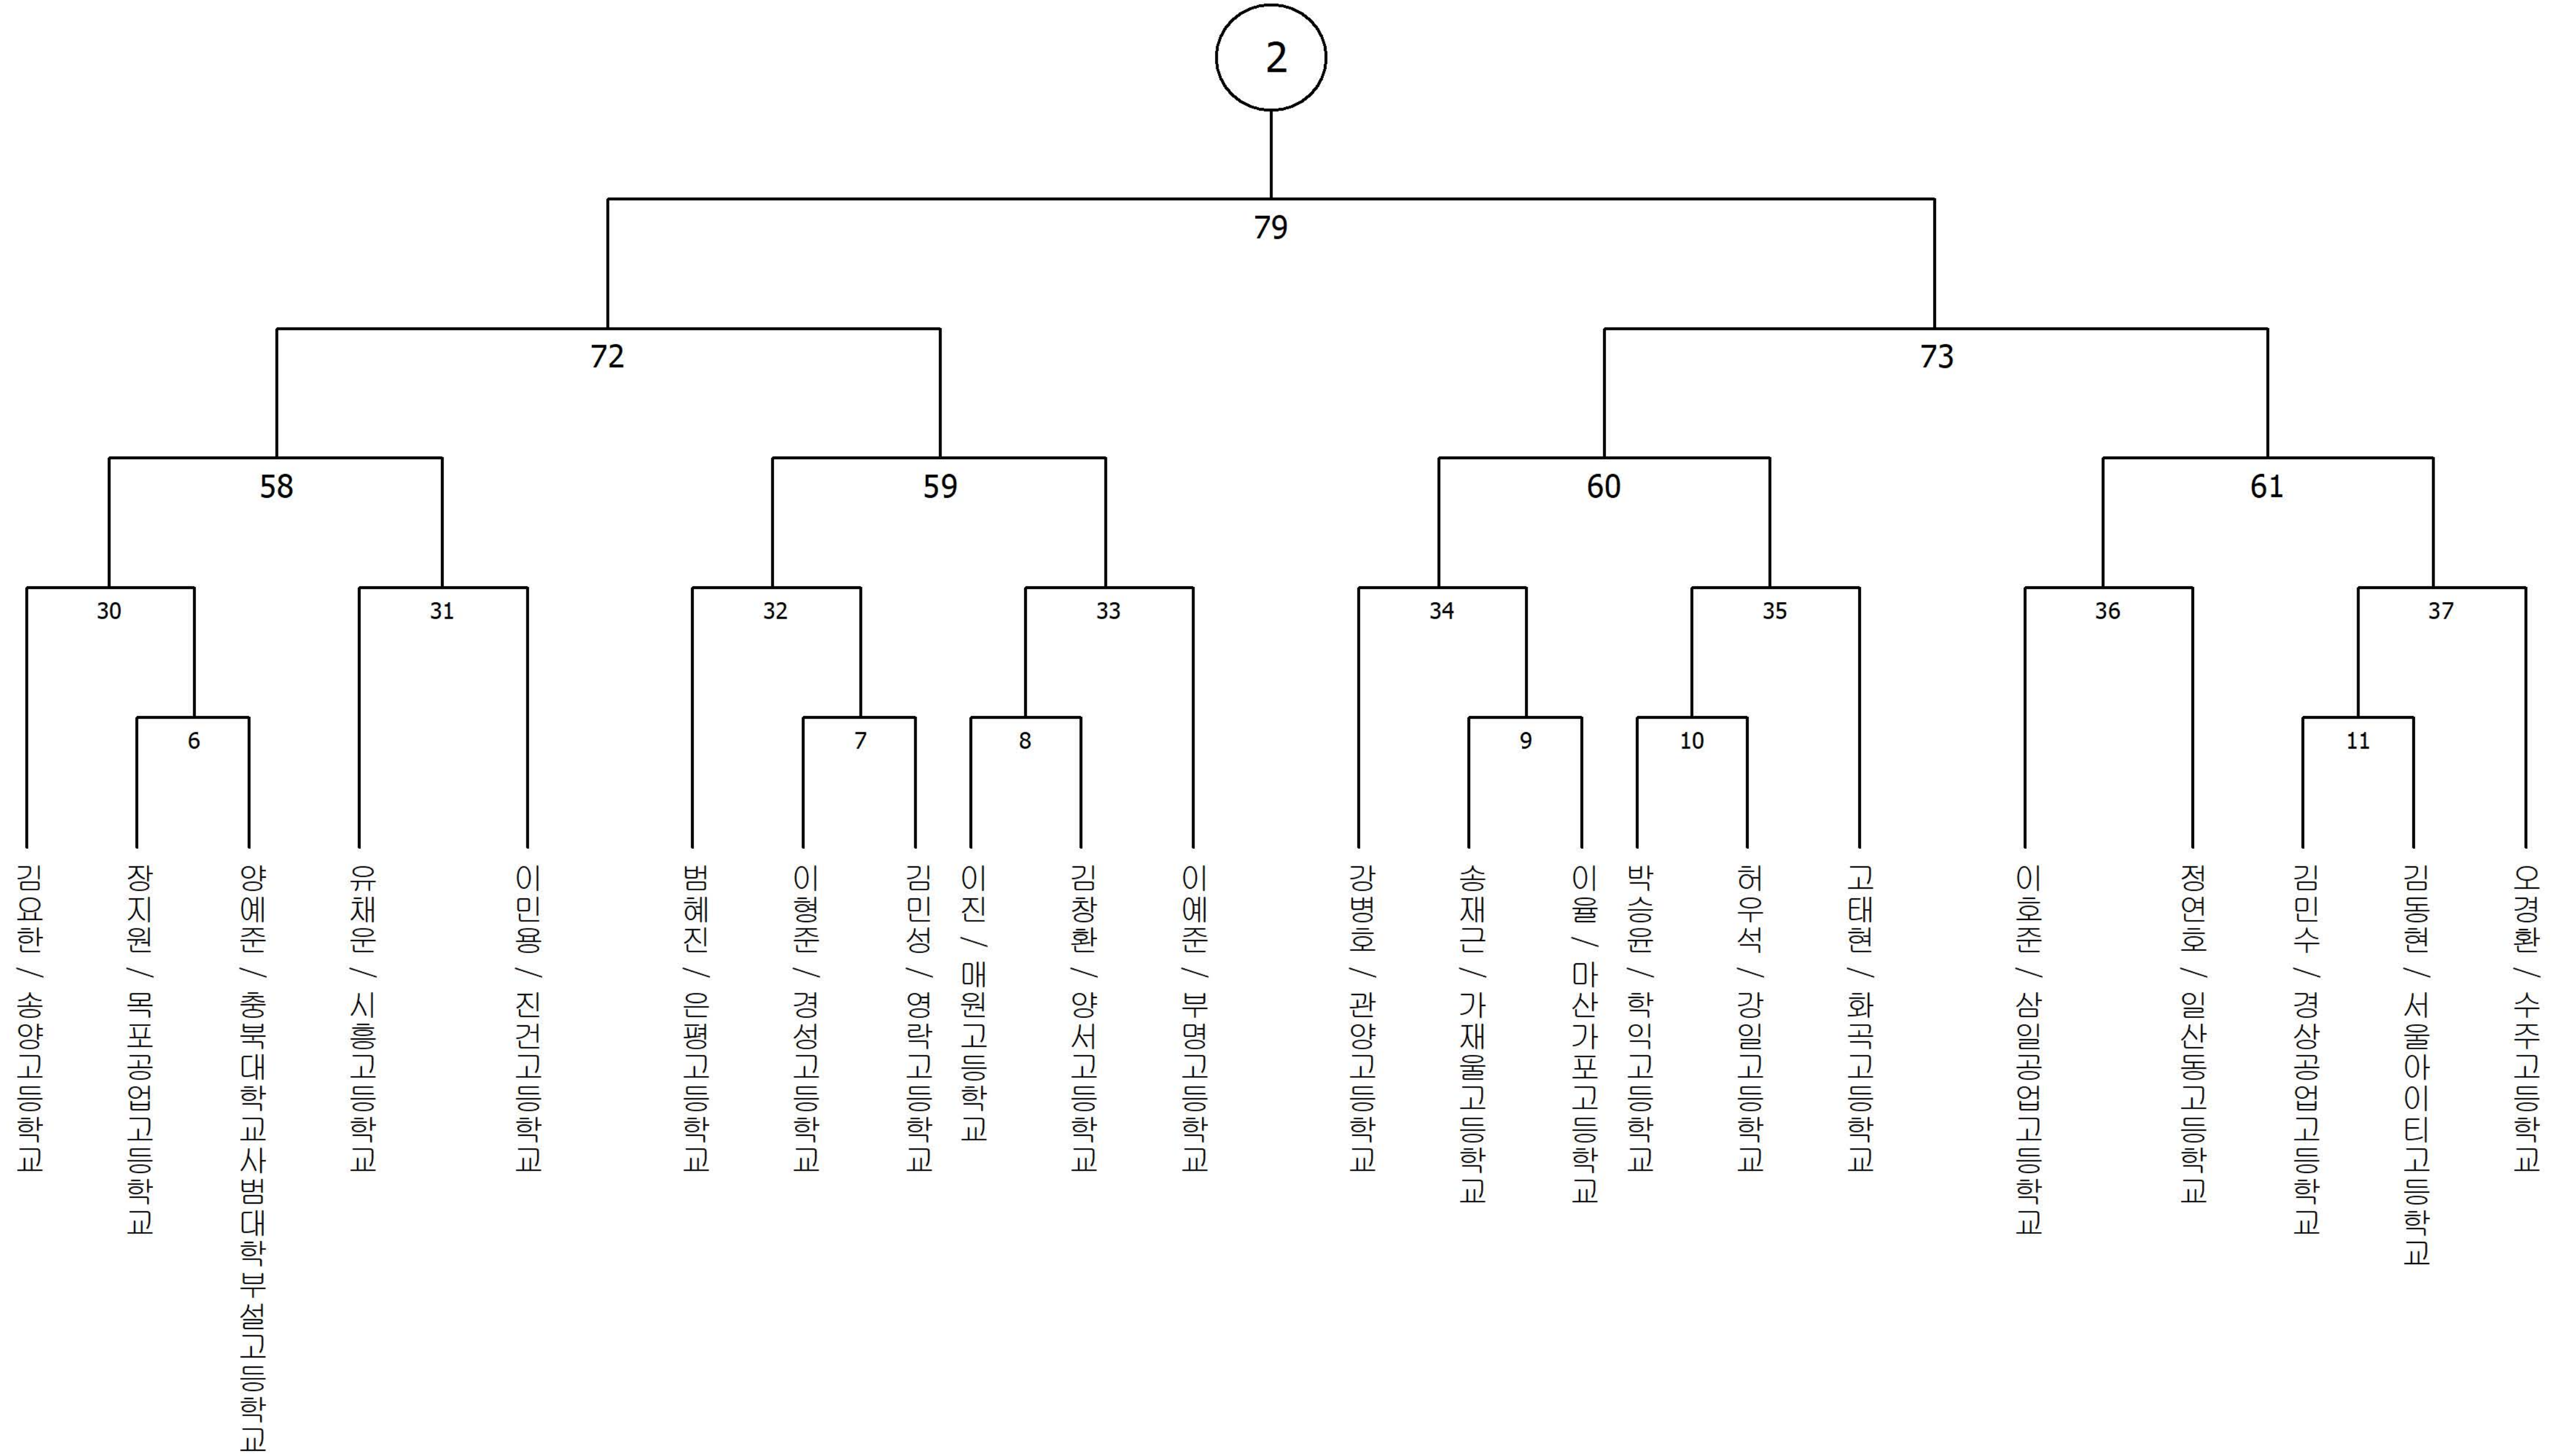 2
79
72
73
58
59
60
61
30
31
32
33
34
35
36
37
6
7
8
9
10
11
김요한 / 송양고등학교
장지원 / 목포공업고등학교
양예준 / 충북대학교사범대학부설고등학교
유채운 / 시흥고등학교
이민용 / 진건고등학교
범혜진 / 은평고등학교
이형준 / 경성고등학교
김민성 / 영락고등학교
이진 / 매원고등학교
김창환 / 양서고등학교
이예준 / 부명고등학교
강병호 / 관양고등학교
송재근 / 가재울고등학교
이율 / 마산가포고등학교
박승윤 / 학익고등학교
허우석 / 강일고등학교
고태현 / 화곡고등학교
이호준 / 삼일공업고등학교
정연호 / 일산동고등학교
김민수 / 경상공업고등학교
김동현 / 서울아이티고등학교
오경환 / 수주고등학교